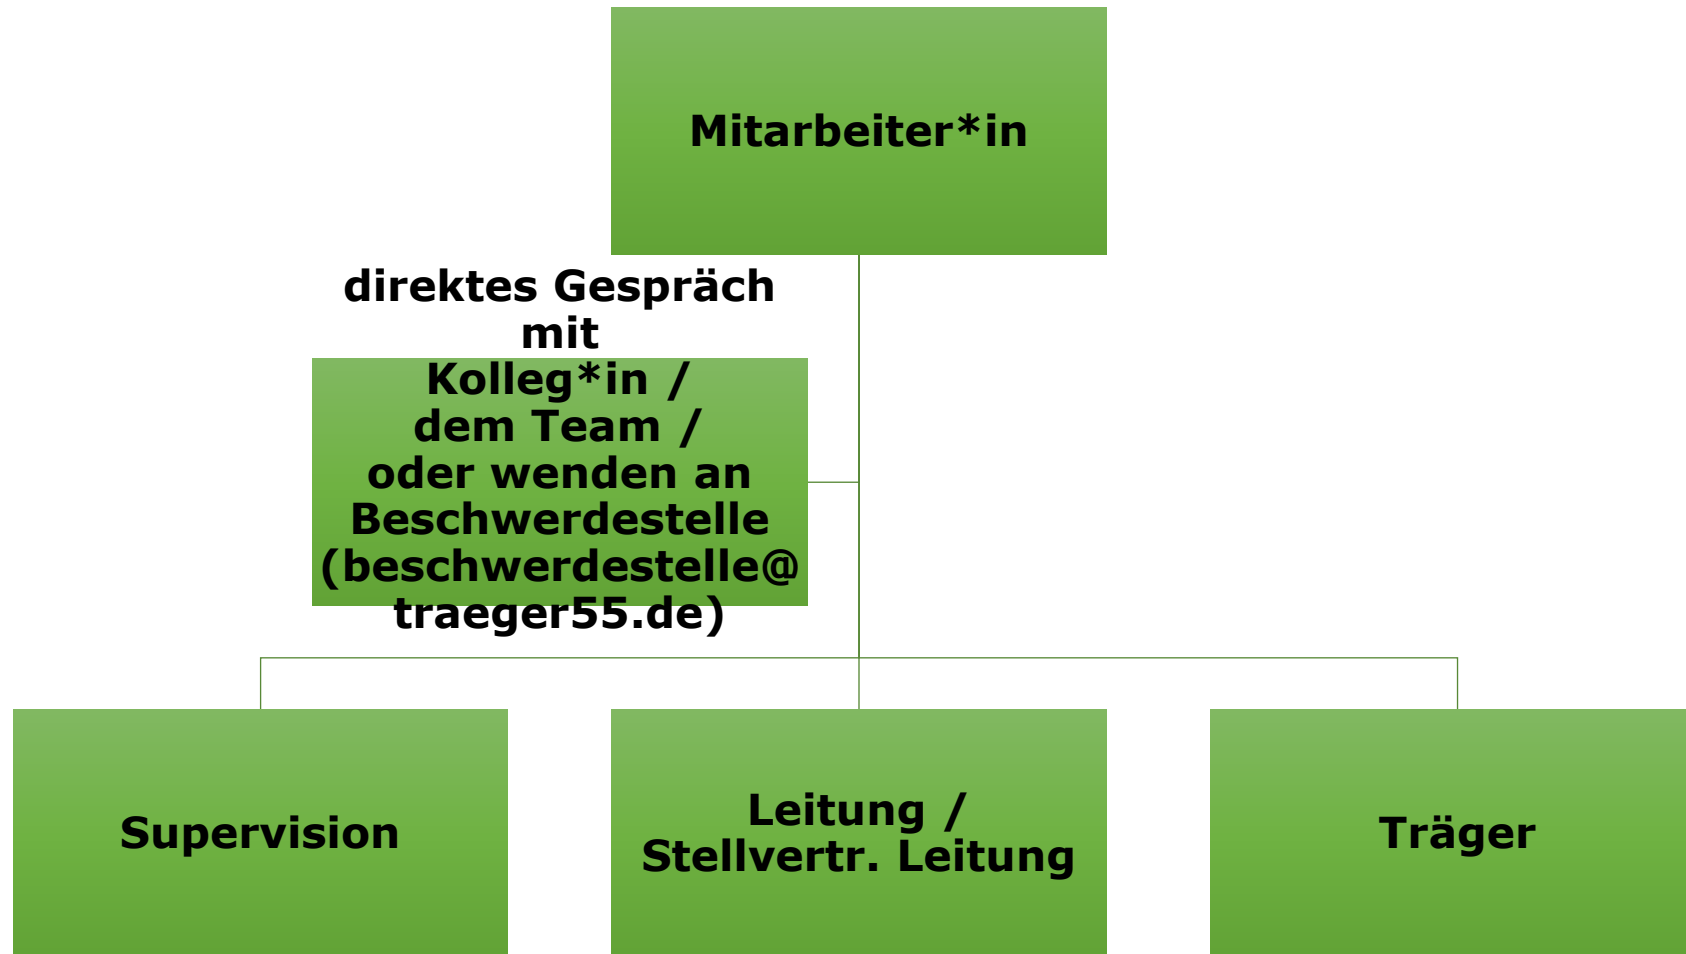 Mitarbeiter*in
direktes Gespräch
mit
Kolleg*in /
dem Team /
oder wenden an
Beschwerdestelle
(beschwerdestelle@
traeger55.de)
Supervision
Leitung /
Stellvertr. Leitung
Träger